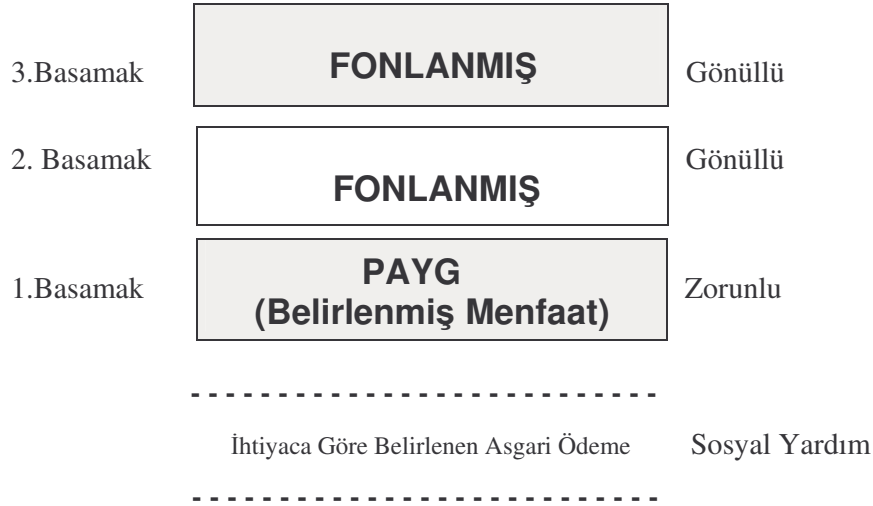 3.Basamak FONLANMIŞ Gönüllü
2. Basamak FONLANMIŞ Gönüllü
1.Basamak PAYG (Belirlenmiş Menfaat) Zorunlu
İhtiyaca Göre Belirlenen Asgari Ödeme Sosyal Yardım